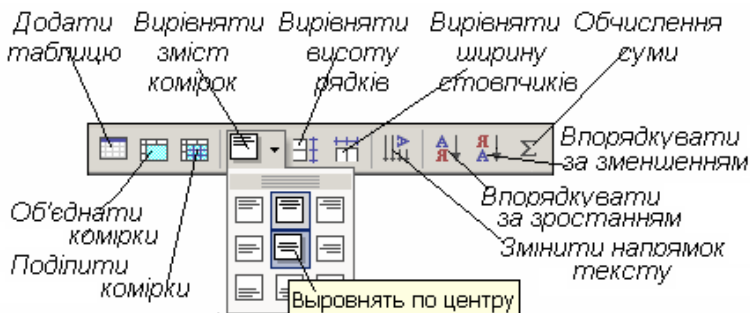 Додати таблицю
Вирівняти зміст комірок
Вирівняти висоту рядків
Вирівняти ширину стовпчиків
Обчислення суми
Впорядкувати за зменшенням
Впорядкувати за зростанням
Змінити напрямок тексту
Об'єднати комірки
Поділити комірки
Выровнять по центру